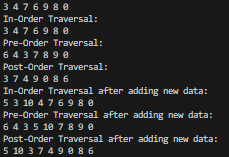 3 4 7 6 9 8 0
In-Order Traversal:
3 4 7 6 9 8 0
Pre-Order Traversal:
6 4 3 7 8 9 0
Post-Order Traversal:
3 7 4 9 0 8 6
In-Order Traversal after adding new data:
5 3 10 4 7 6 9 8 0
Pre-Order Traversal after adding new data:
6 4 3 5 10 7 8 9 0
Post-Order Traversal after adding new data:
5 10 3 7 4 9 0 8 6